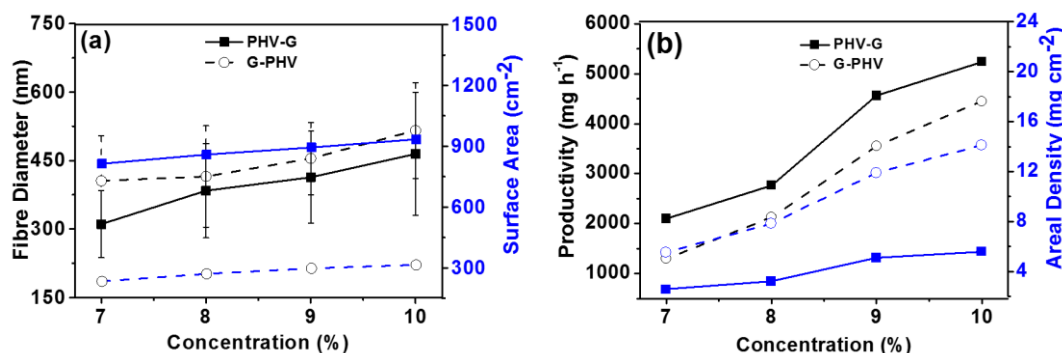 (a)
PHV-G
G-PHV
750
600
450
300
150
Fibre Diameter (nm)
1500
1200
900
600
300
Surface Area (cm-2)
7 8 9 10
Concentration (%)
(b)
PHV-G
G-PHV
6000
5000
4000
3000
2000
1000
Productivity (mg h-1)
24
20
16
12
8
4
Areal Density (mg cm-2)
7 8 9 10
Concentration (%)